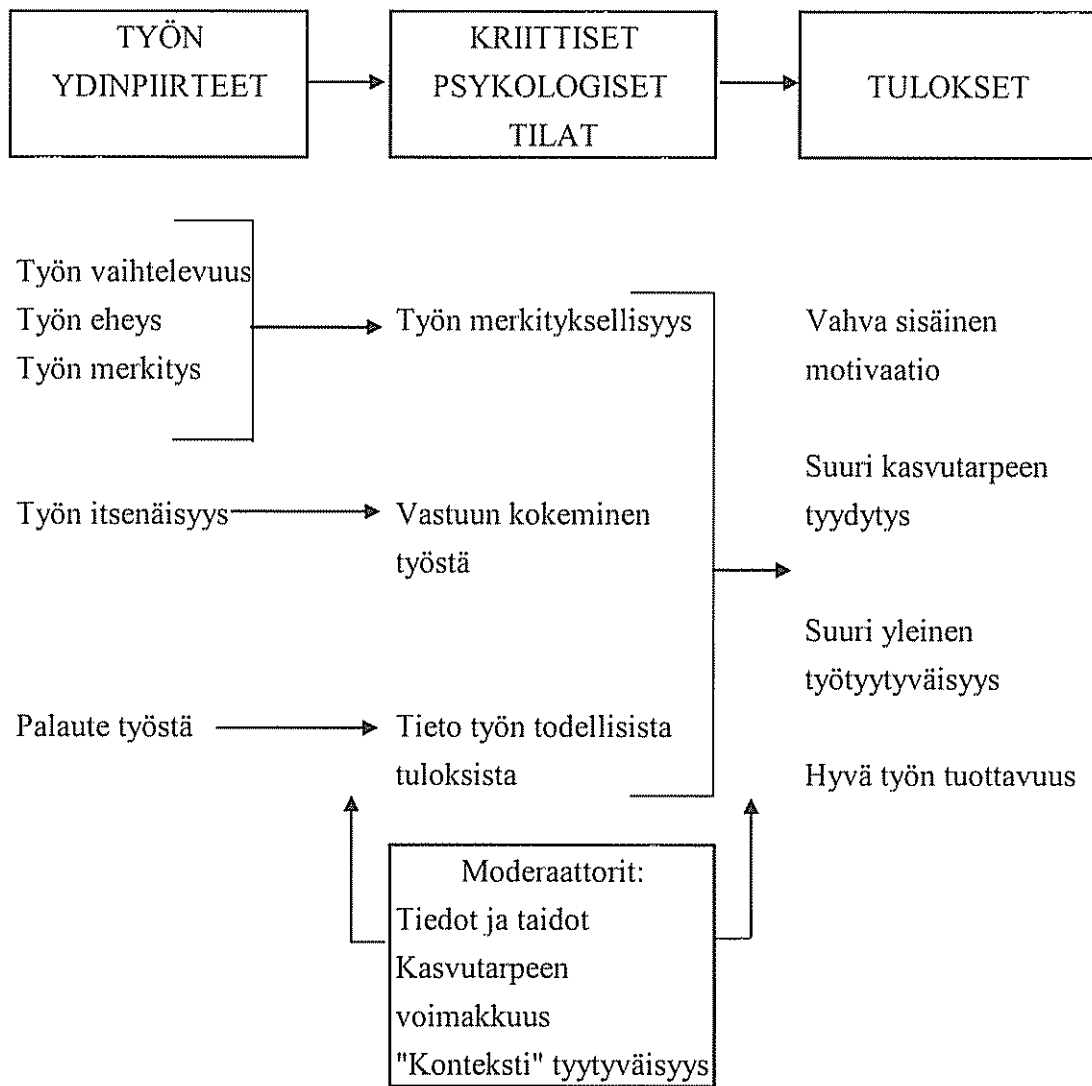 TYÖN
YDINPIIRTEET
KRIITTISET
PSYKOLOGISET
TILAT
TULOKSET
Työn vaihtelevuus
Työn eheys
Työn merkitys
Työn merkityksellisyys
Vahva sisäinen
motivaatio
Suuri kasvutarpeen
tyydytys
Työn itsenäisyys
Vastuun kokeminen
työstä
Suuri yleinen
työtyytyväisyys
Palaute työstä
Tieto työn todellisista
tuloksista
Hyvä työn tuottavuus
Moderaattorit:
Tiedot ja taidot
Kasvutarpeen
voimakkuus
"Konteksti" tyytyväisyys